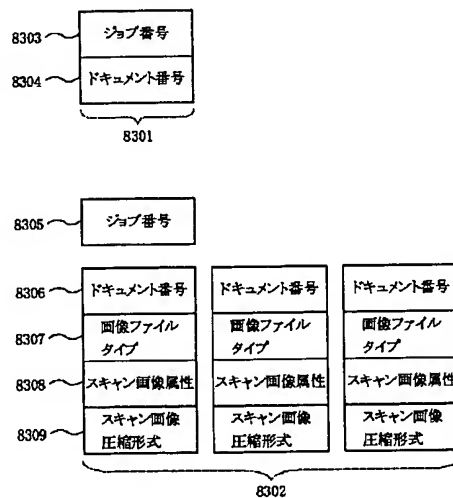 8303 ジョブ番号
8304 ドキュメント番号
8301
8305 ジョブ番号
8306 ドキュメント番号 ドキュメント番号 ドキュメント番号
8307 画像ファイル 画像ファイル 画像ファイル
タイプ タイプ タイプ
8308 スキャン画像属性 スキャン画像属性 スキャン画像属性
8309 スキャン画像 スキャン画像 スキャン画像
圧縮形式 圧縮形式 圧縮形式
8302